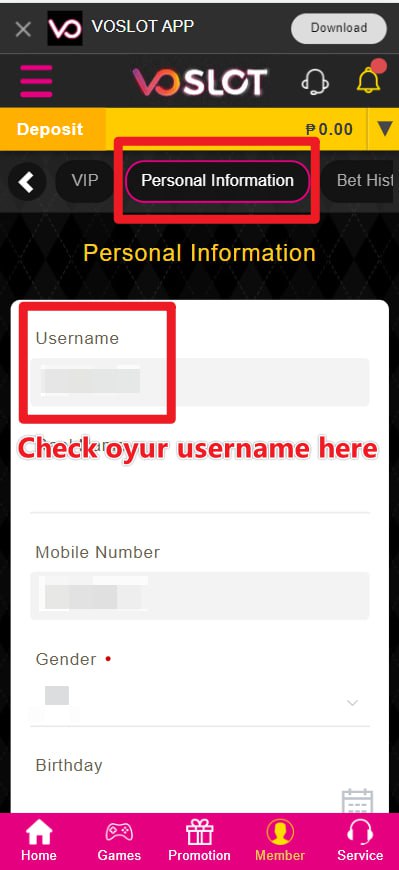 VO
VOSLOT APP
Download
VOSLOT
Deposit
₱0.00
VIP
Personal Information
Bet Hist
Personal Information
Username
Check oyur username here
Mobile Number
Gender •
Birthday
Home
Games
Promotion
Member
Service